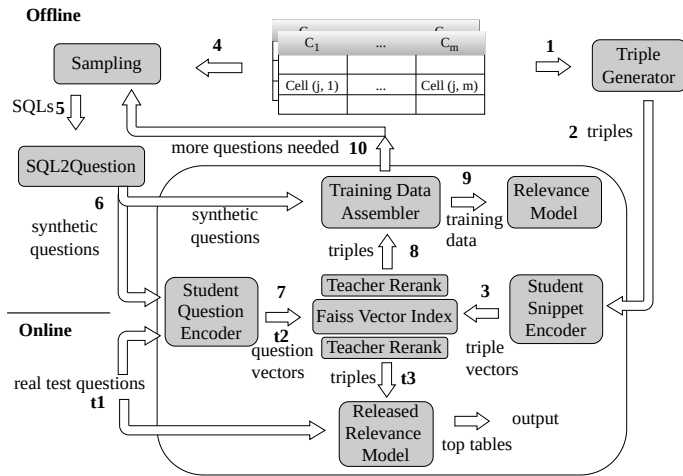 Offline
C
C
C1
...
Cm
Cell (j, 1)
...
Cell (j, m)
4
1
Sampling
Triple
Generator
SQLs
5
2
triples
more questions needed
10
SQL2Question
6
synthetic
questions
synthetic
questions
Training Data
Assembler
9
training
data
Relevance
Model
triples
8
Student
Question
Encoder
7
t2
question
vectors
Teacher Rerank
Faiss Vector Index
Teacher Rerank
3
triple
vectors
Student
Snippet
Encoder
Online
real test questions
t1
triples
t3
Released
Relevance
Model
top tables
output